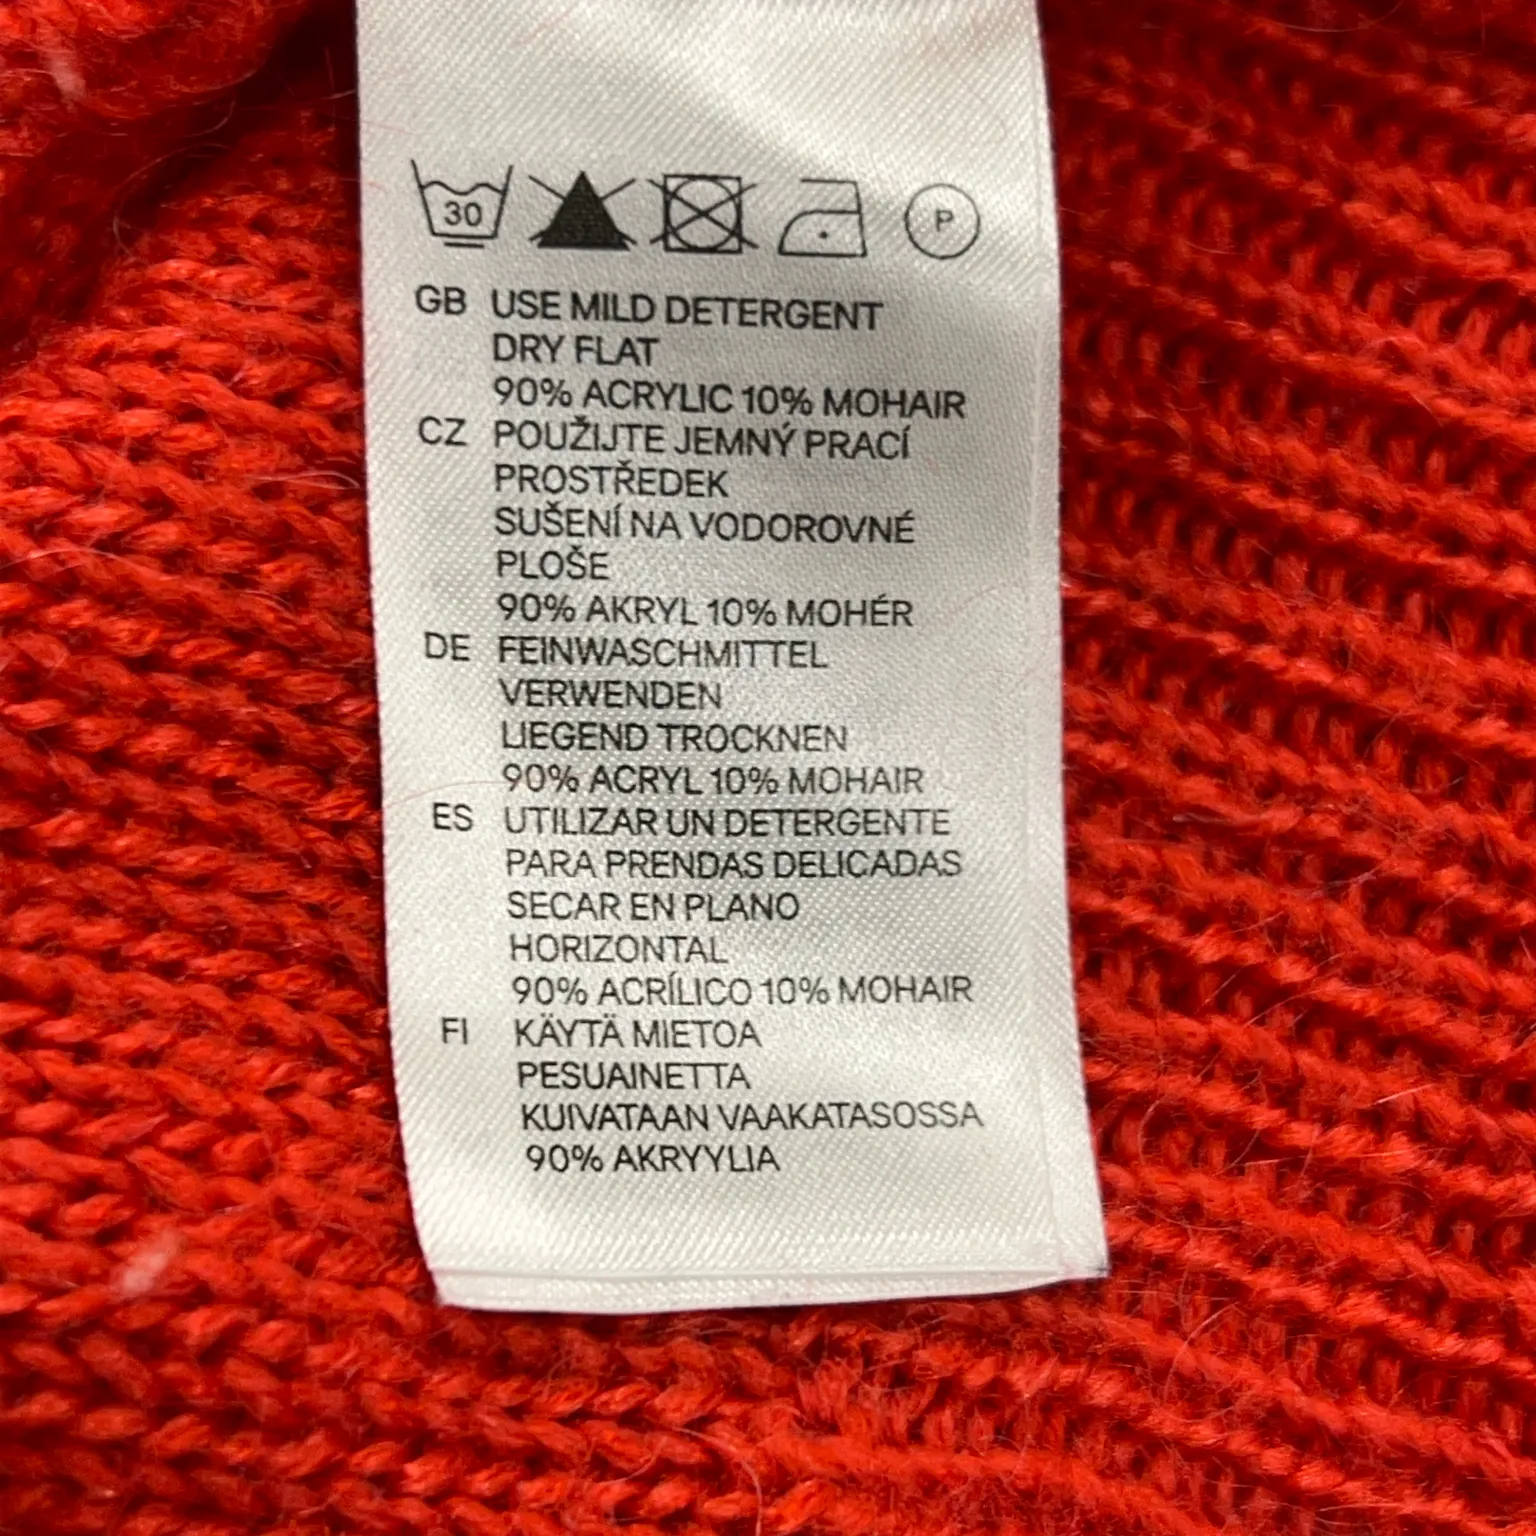 30 P
GB USE MILD DETERGENT
DRY FLAT
90% ACRYLIC 10% MOHAIR
CZ POUŽIJTE JEMNÝ PRACÍ
PROSTŘEDEK
SUŠENÍ NA VODOROVNÉ
PLOŠE
90% AKRYL 10% MOHÉR
DE FEINWASCHMITTEL
VERWENDEN
LIEGEND TROCKNEN
90% ACRYL 10% MOHAIR
ES UTILIZAR UN DETERGENTE
PARA PRENDAS DELICADAS
SECAR EN PLANO
HORIZONTAL
90% ACRÍLICO 10% MOHAIR
FI KÄYTÄ MIETOA
PESUAINETTA
KUIVATAAN VAAKATASOSSA
90% AKRYYLIA